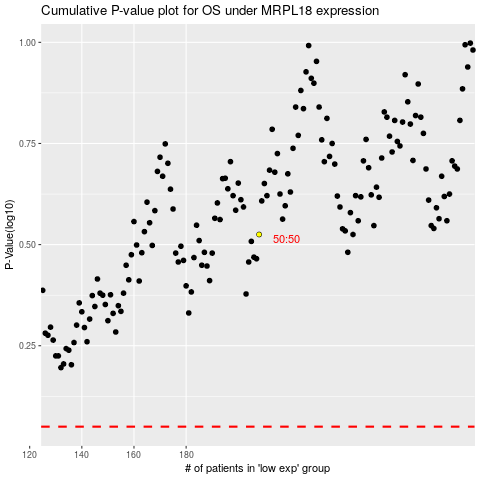 Cumulative P-value plot for OS under MRPL18 expression
P-Value(log10)
1.00
0.75
0.50
0.25
50:50
120 140 160 180
# of patients in 'low exp' group